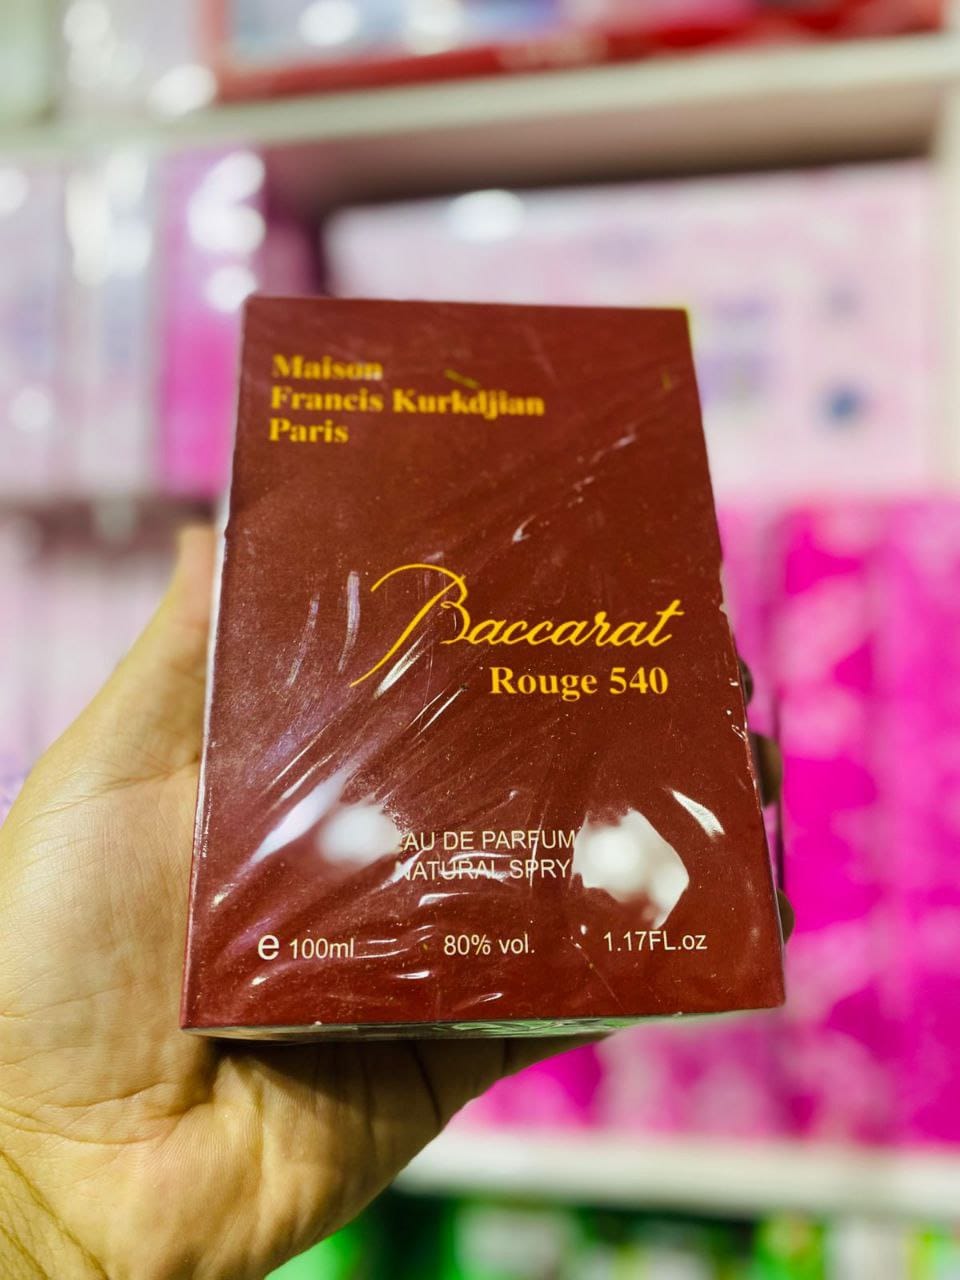 Maison
Francis Kurkdjian
Paris
Baccarat
Rouge 540
EAU DE PARFUM
NATURAL SPRY
e 100ml 80% vol. 1.17FL.oz